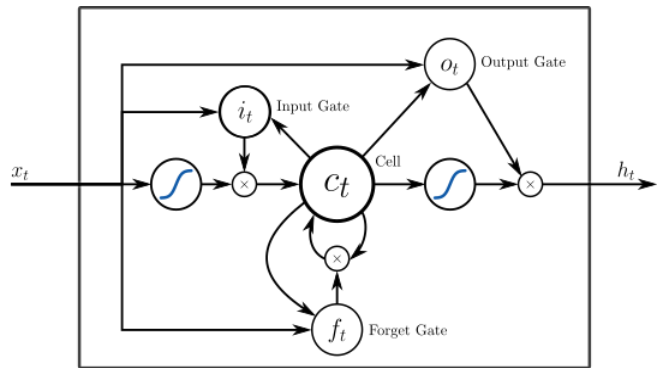 o_t Output Gate
i_t Input Gate
x_t
×
c_t
Cell
×
h_t
×
f_t Forget Gate